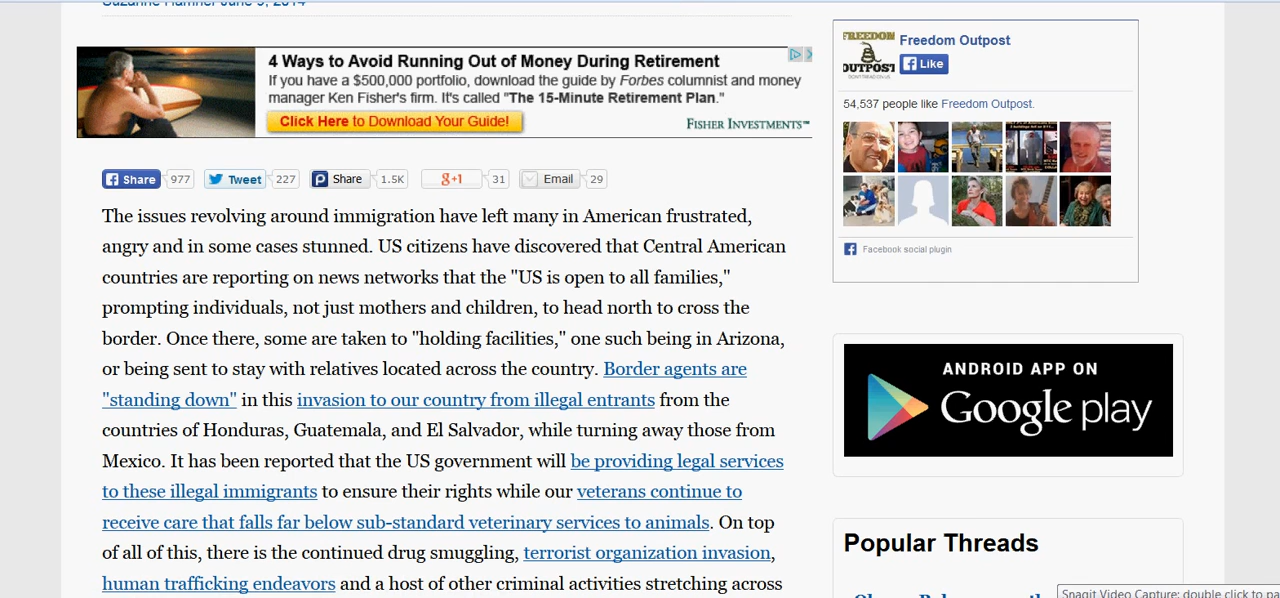 Suzanne Hamner June 9, 2014
4 Ways to Avoid Running Out of Money During Retirement
If you have a $500,000 portfolio, download the guide by Forbes columnist and money
manager Ken Fisher's firm. It's called "The 15-Minute Retirement Plan."
Click Here to Download Your Guide!
FISHER INVESTMENTS™
Share 977 Tweet 227 Share 1.5K g+1 31 Email 29
The issues revolving around immigration have left many in American frustrated,
angry and in some cases stunned. US citizens have discovered that Central American
countries are reporting on news networks that the "US is open to all families,"
prompting individuals, not just mothers and children, to head north to cross the
border. Once there, some are taken to "holding facilities," one such being in Arizona,
or being sent to stay with relatives located across the country. Border agents are
"standing down" in this invasion to our country from illegal entrants from the
countries of Honduras, Guatemala, and El Salvador, while turning away those from
Mexico. It has been reported that the US government will be providing legal services
to these illegal immigrants to ensure their rights while our veterans continue to
receive care that falls far below sub-standard veterinary services to animals. On top
of all of this, there is the continued drug smuggling, terrorist organization invasion,
human trafficking endeavors and a host of other criminal activities stretching across
FREEDOM
OUTPOST
DON'T TREAD ON US
Freedom Outpost
Like
54,537 people like Freedom Outpost.
Facebook social plugin
ANDROID APP ON
Google play
Popular Threads
Snagit Video Capture: double click to pa